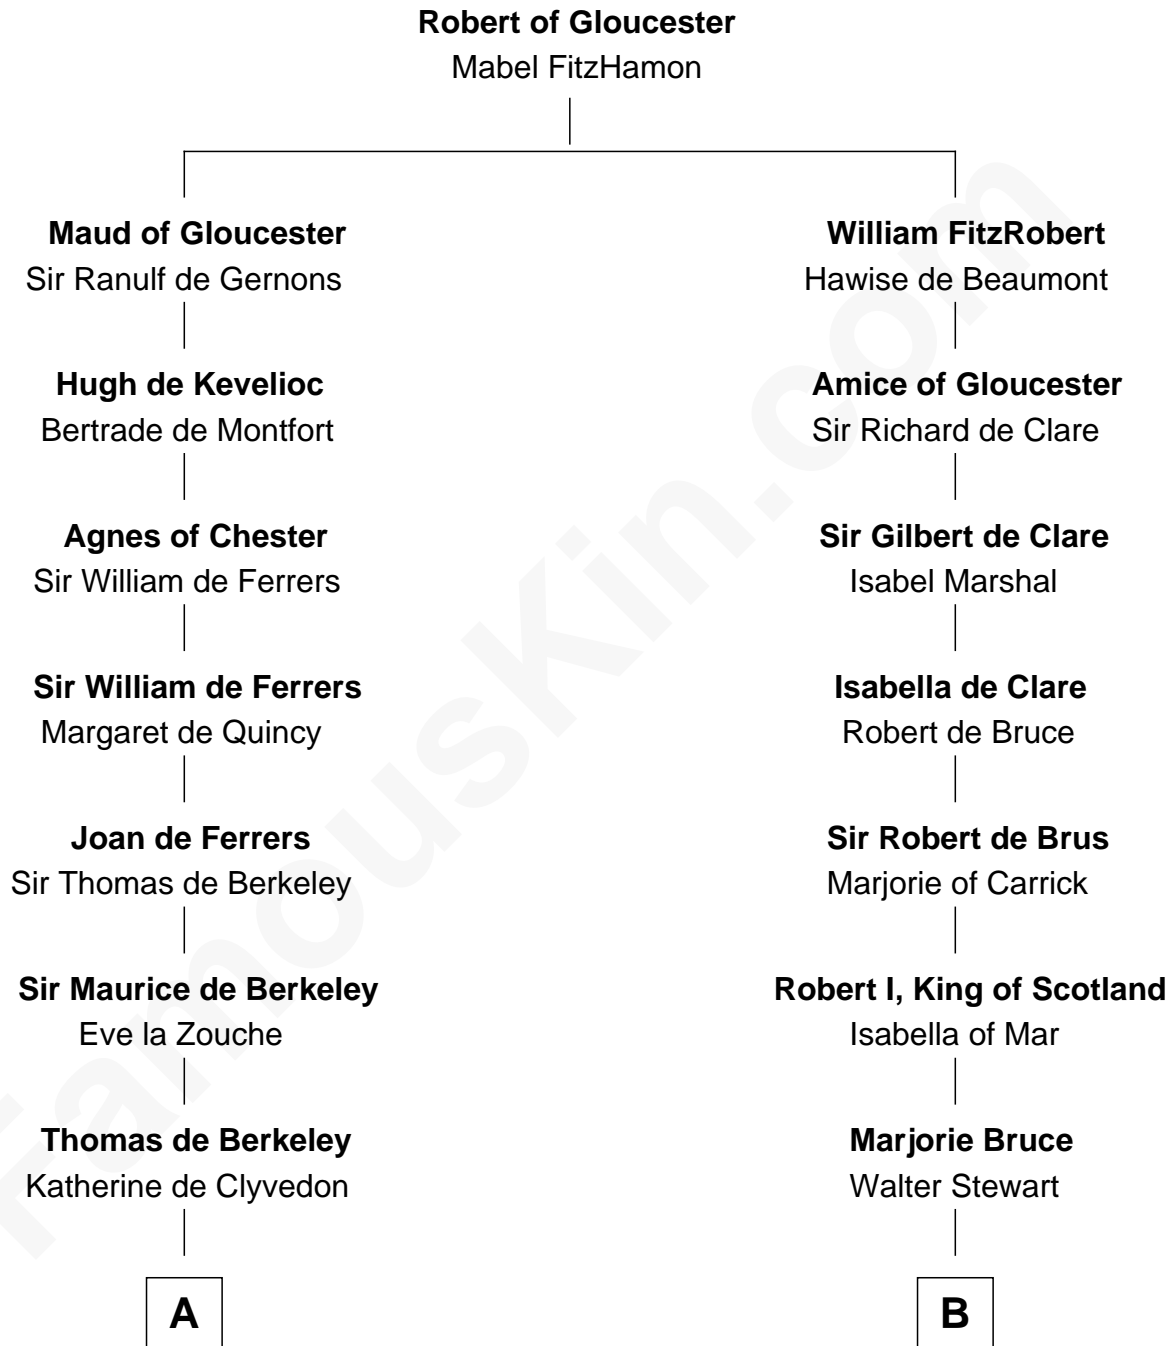 Robert of Gloucester
Mabel FitzHamon
Maud of Gloucester
Sir Ranulf de Gernons
William FitzRobert
Hawise de Beaumont
Hugh de Kevelioc
Bertrade de Montfort
Amice of Gloucester
Sir Richard de Clare
Agnes of Chester
Sir William de Ferrers
Sir Gilbert de Clare
Isabel Marshal
Sir William de Ferrers
Margaret de Quincy
Isabella de Clare
Robert de Bruce
Joan de Ferrers
Sir Thomas de Berkeley
Sir Robert de Brus
Marjorie of Carrick
Sir Maurice de Berkeley
Eve la Zouche
Robert I, King of Scotland
Isabella of Mar
Thomas de Berkeley
Katherine de Clyvedon
Marjorie Bruce
Walter Stewart
A
B
FamousKin.com